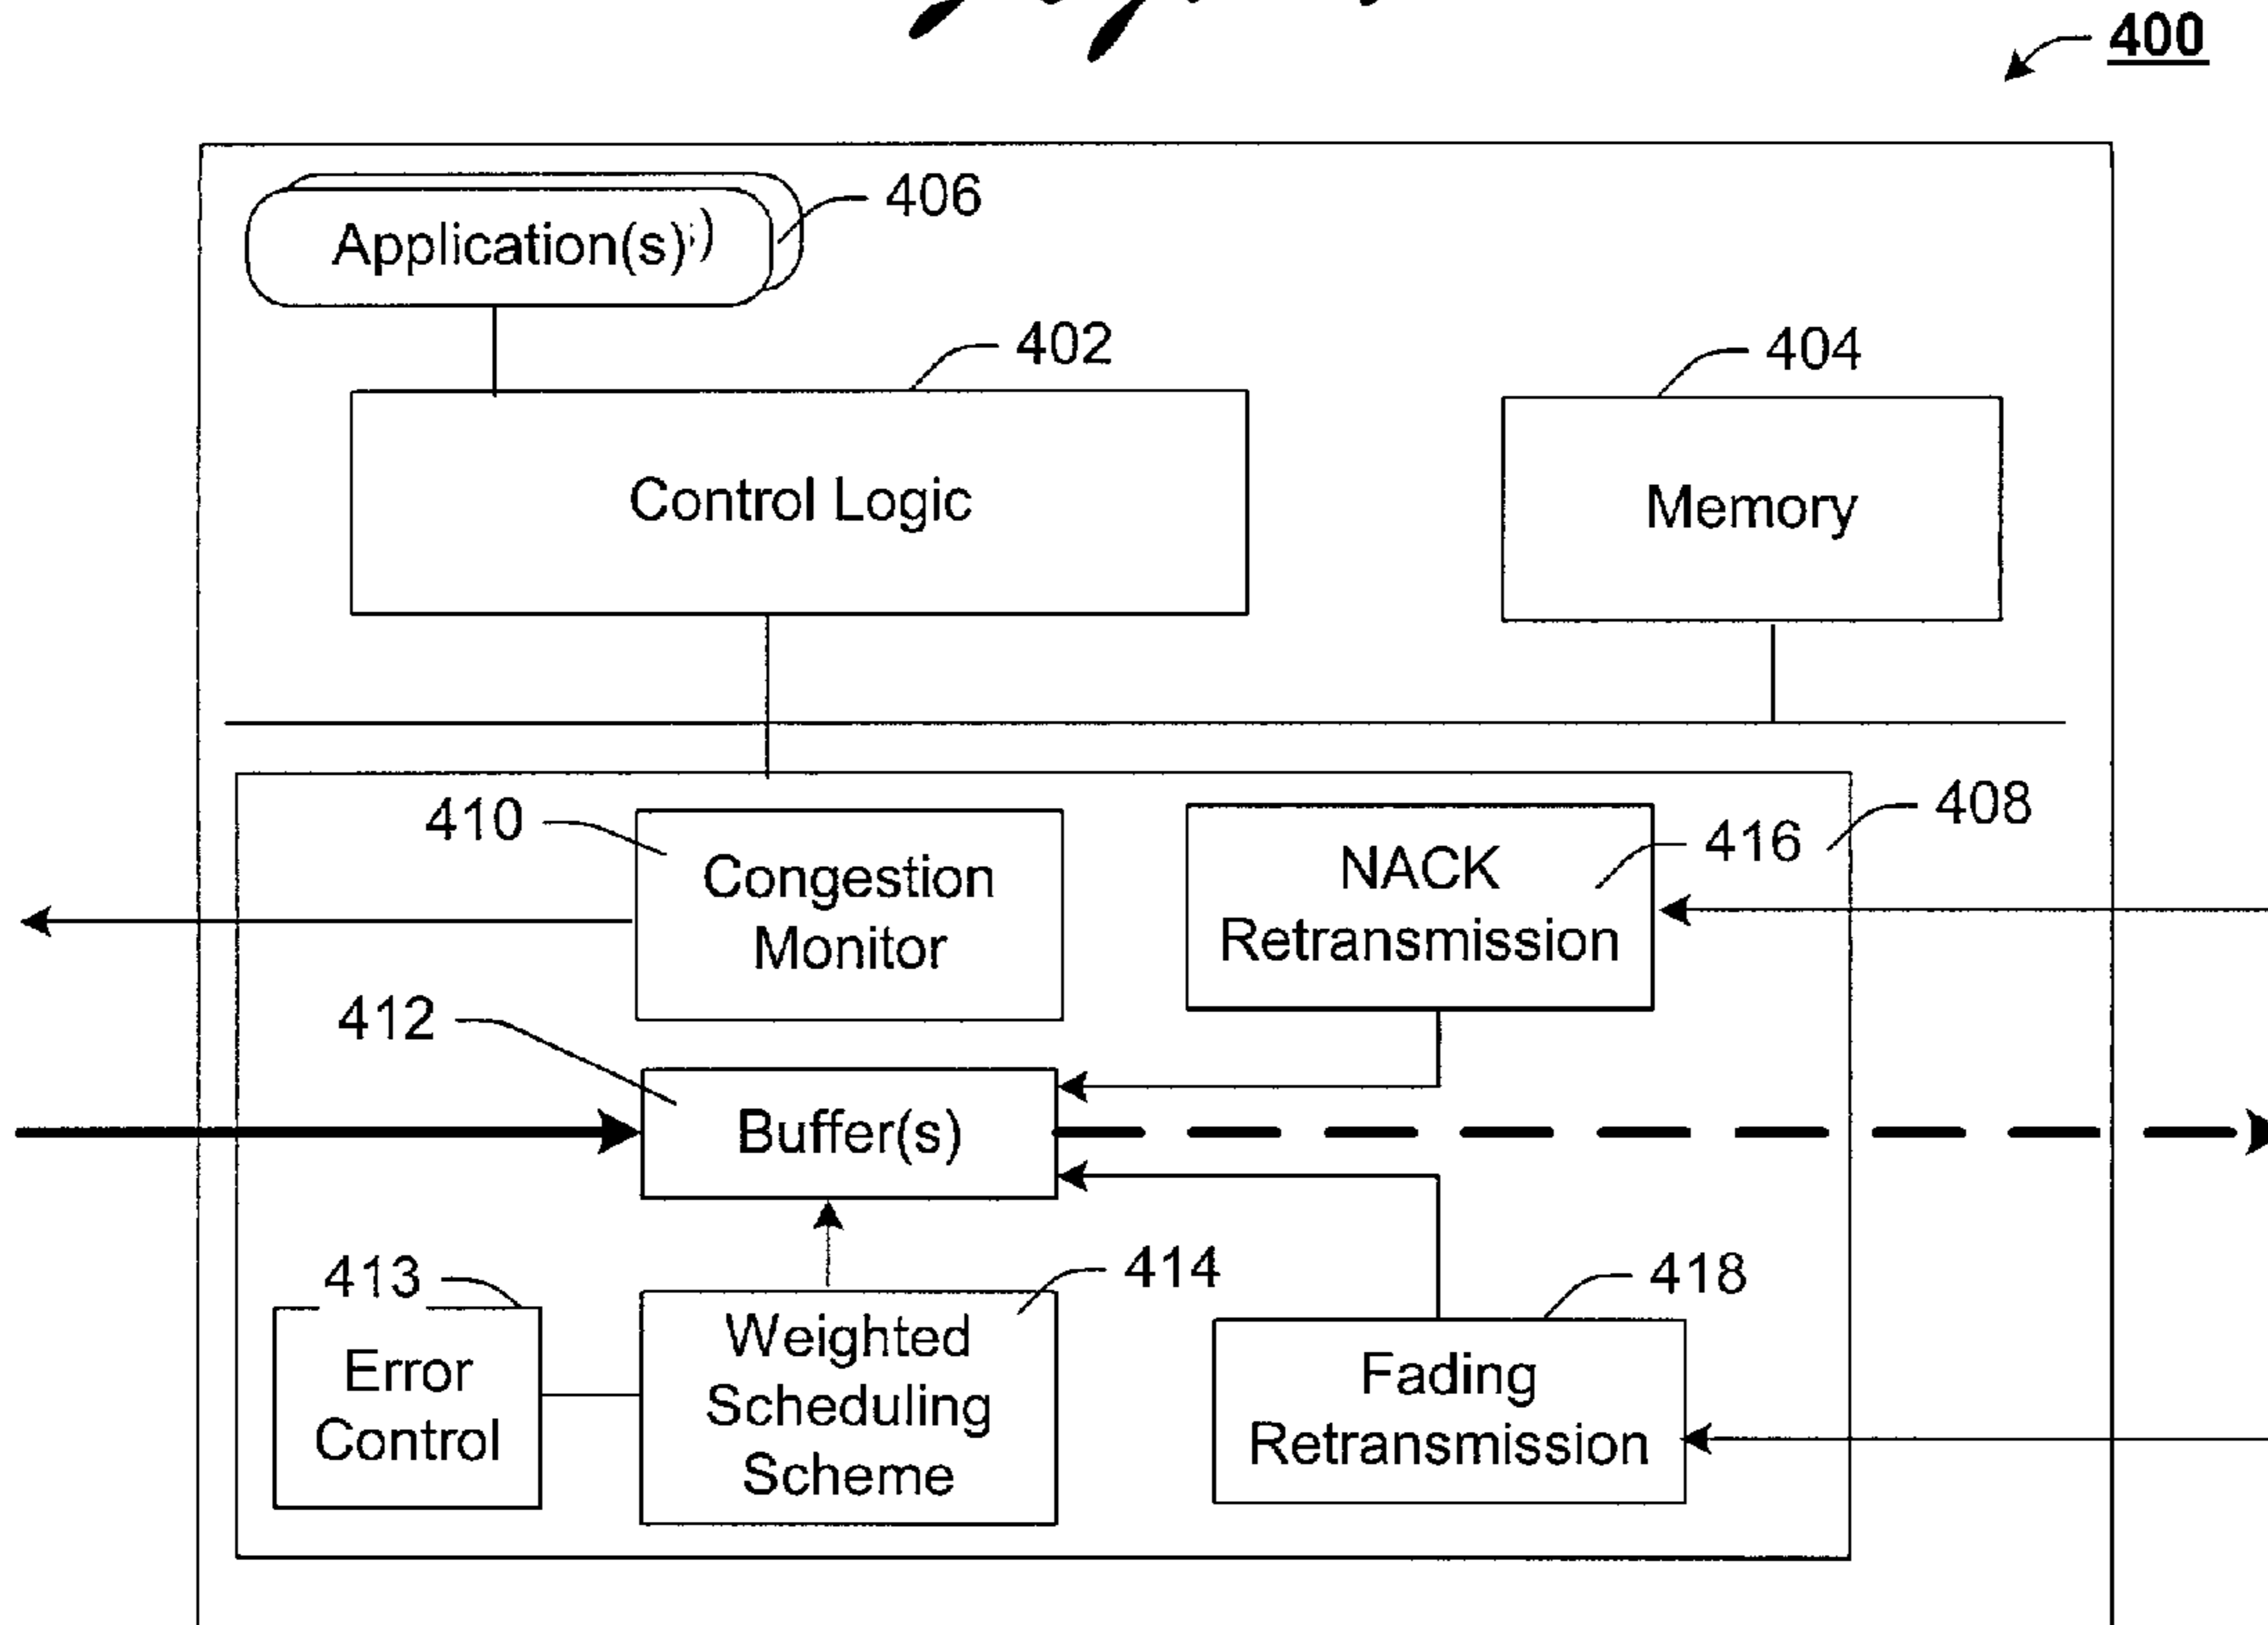 400
406
Application(s)
402
404
Control Logic
Memory
408
410
416
Congestion
Monitor
NACK
Retransmission
412
Buffer(s)
413
414
418
Error
Control
Weighted
Scheduling
Scheme
Fading
Retransmission